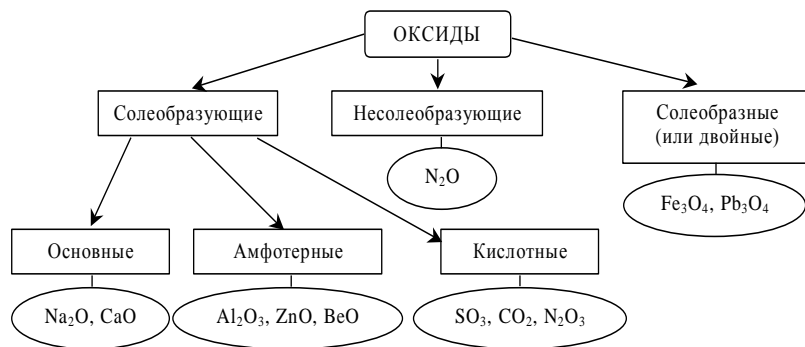 ОКСИДЫ
Солеобразующие
Несолеобразующие
Солеобразные
(или двойные)
N₂O
Fe₃O₄, Pb₃O₄
Основные
Амфотерные
Кислотные
Na₂O, CaO
Al₂O₃, ZnO, BeO
SO₃, CO₂, N₂O₃